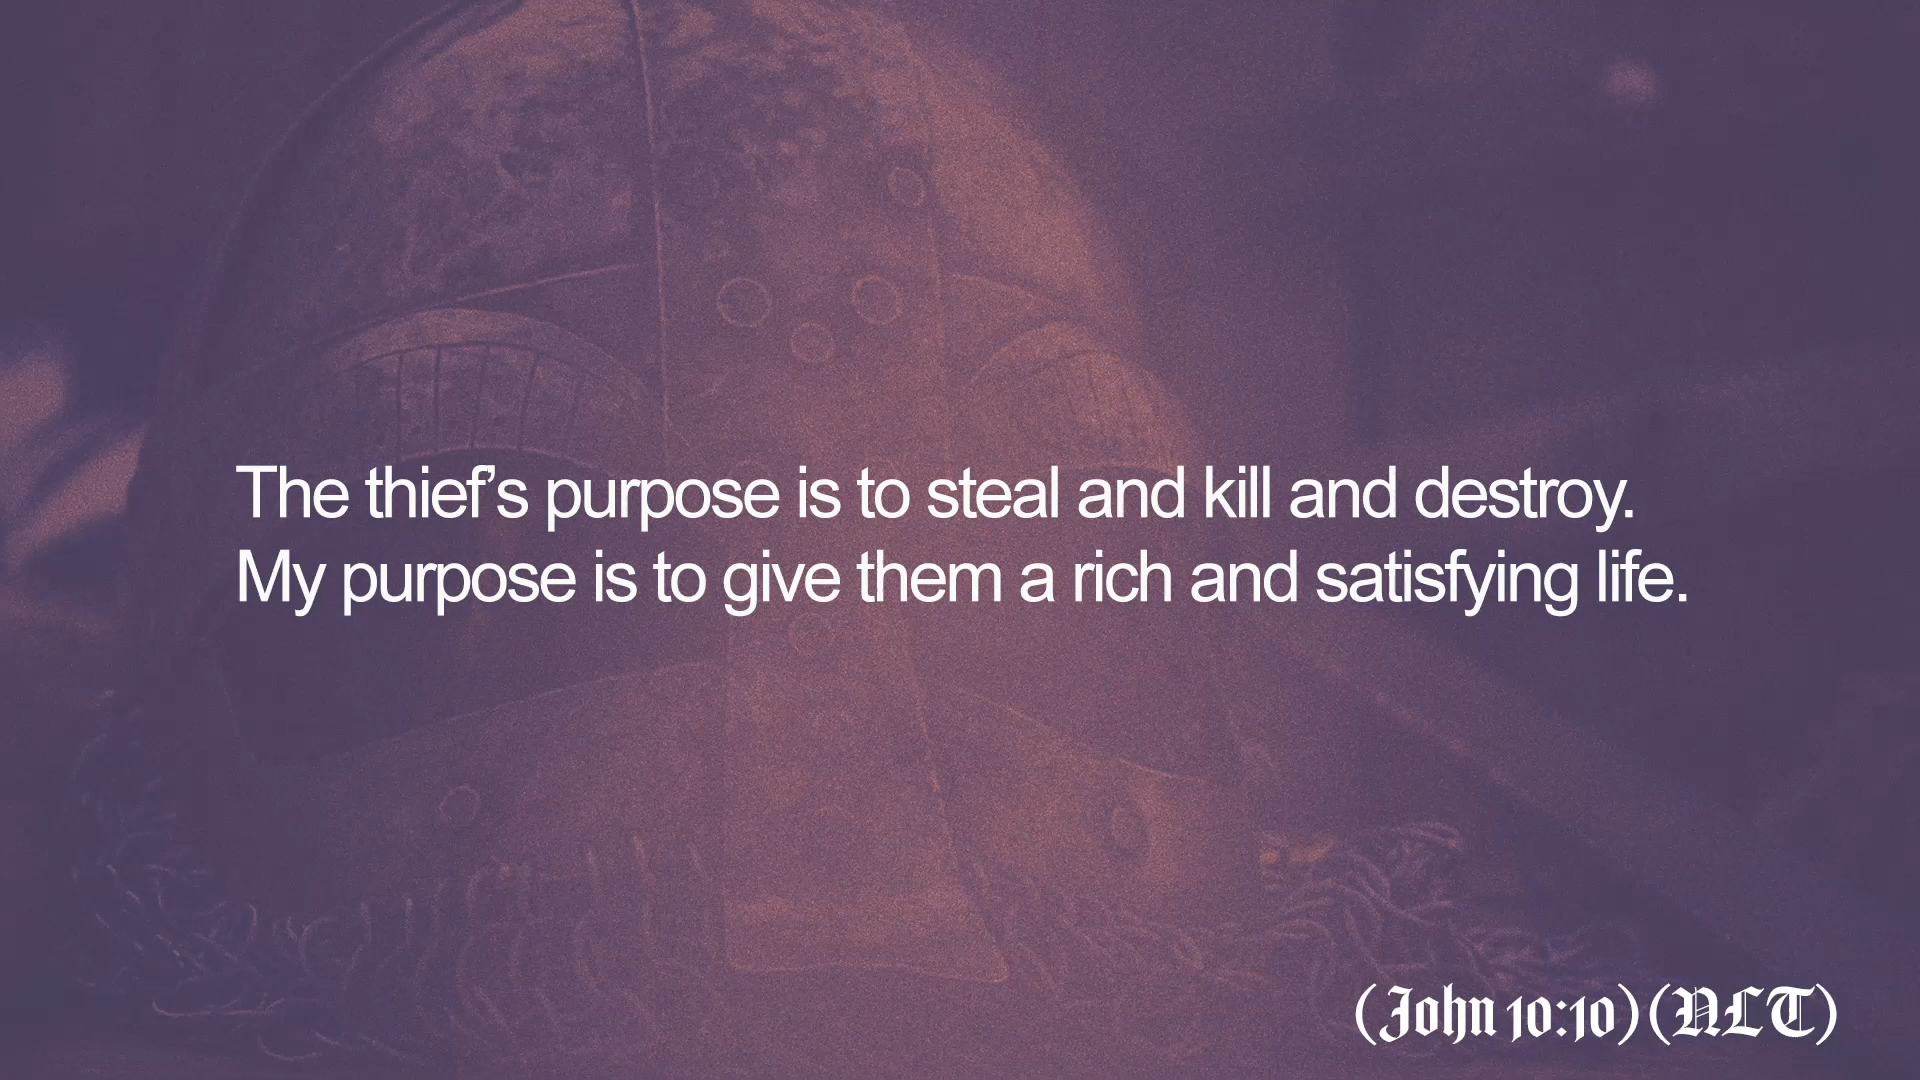 The thief’s purpose is to steal and kill and destroy.
My purpose is to give them a rich and satisfying life.
(John 10:10)(NLT)